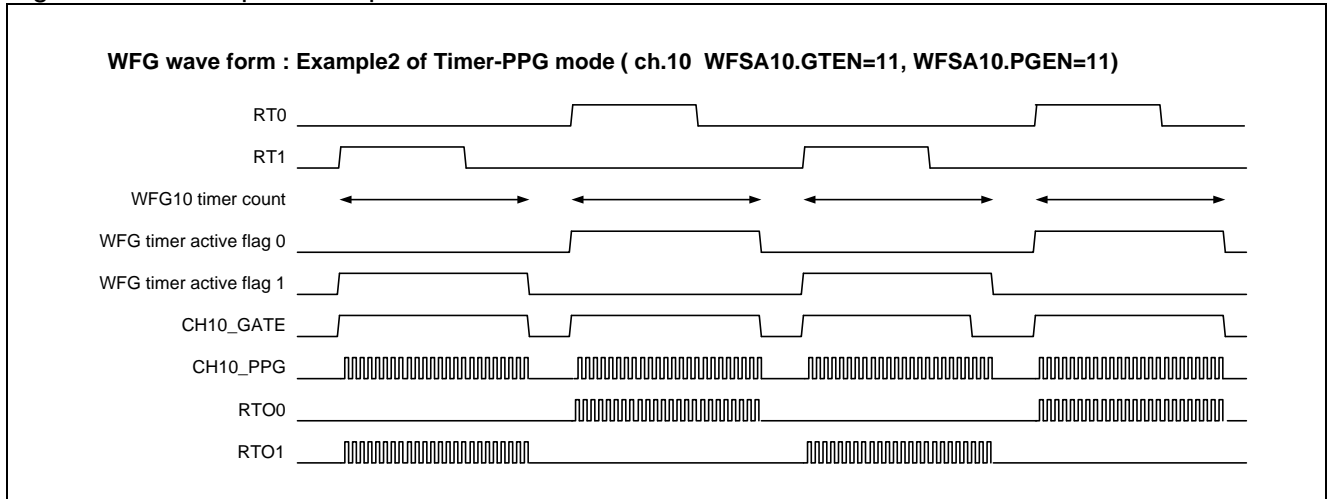 WFG wave form : Example2 of Timer-PPG mode ( ch.10 WFSA10.GTEN=11, WFSA10.PGEN=11)
RT0
RT1
WFG10 timer count
WFG timer active flag 0
WFG timer active flag 1
CH10_GATE
CH10_PPG
RTO0
RTO1